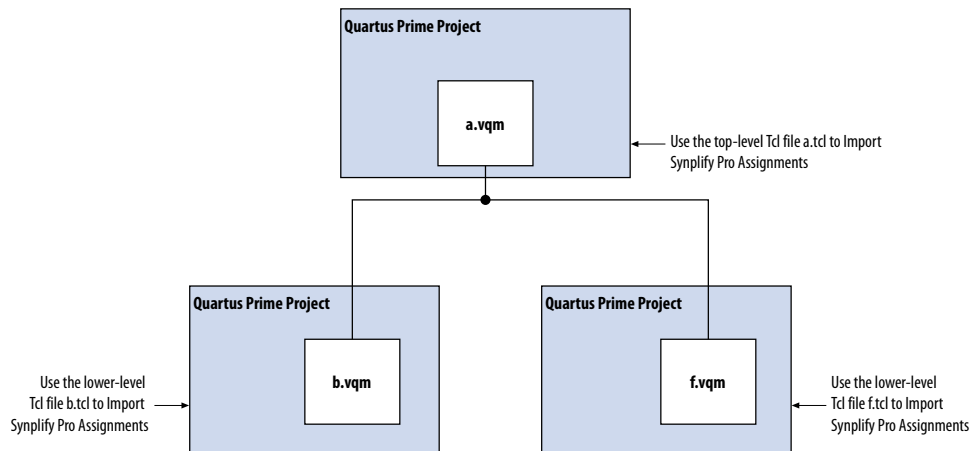 Quartus Prime Project
a.vqm
Use the top-level Tcl file a.tcl to Import
Synplify Pro Assignments
Quartus Prime Project
b.vqm
Use the lower-level
Tcl file b.tcl to Import
Synplify Pro Assignments
Quartus Prime Project
f.vqm
Use the lower-level
Tcl file f.tcl to Import
Synplify Pro Assignments